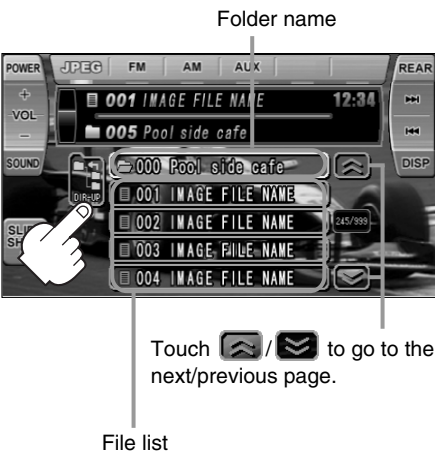 Folder name
POWER JPEG FM AM AUX REAR
+ 001 IMAGE FILE NAME 12:34
VOL
− 005 Pool side cafe
SOUND 000 Pool side cafe DISP
DIR-UP 001 IMAGE FILE NAME
002 IMAGE FILE NAME 245/999
003 IMAGE FILE NAME
004 IMAGE FILE NAME
Touch / to go to the
next/previous page.
File list